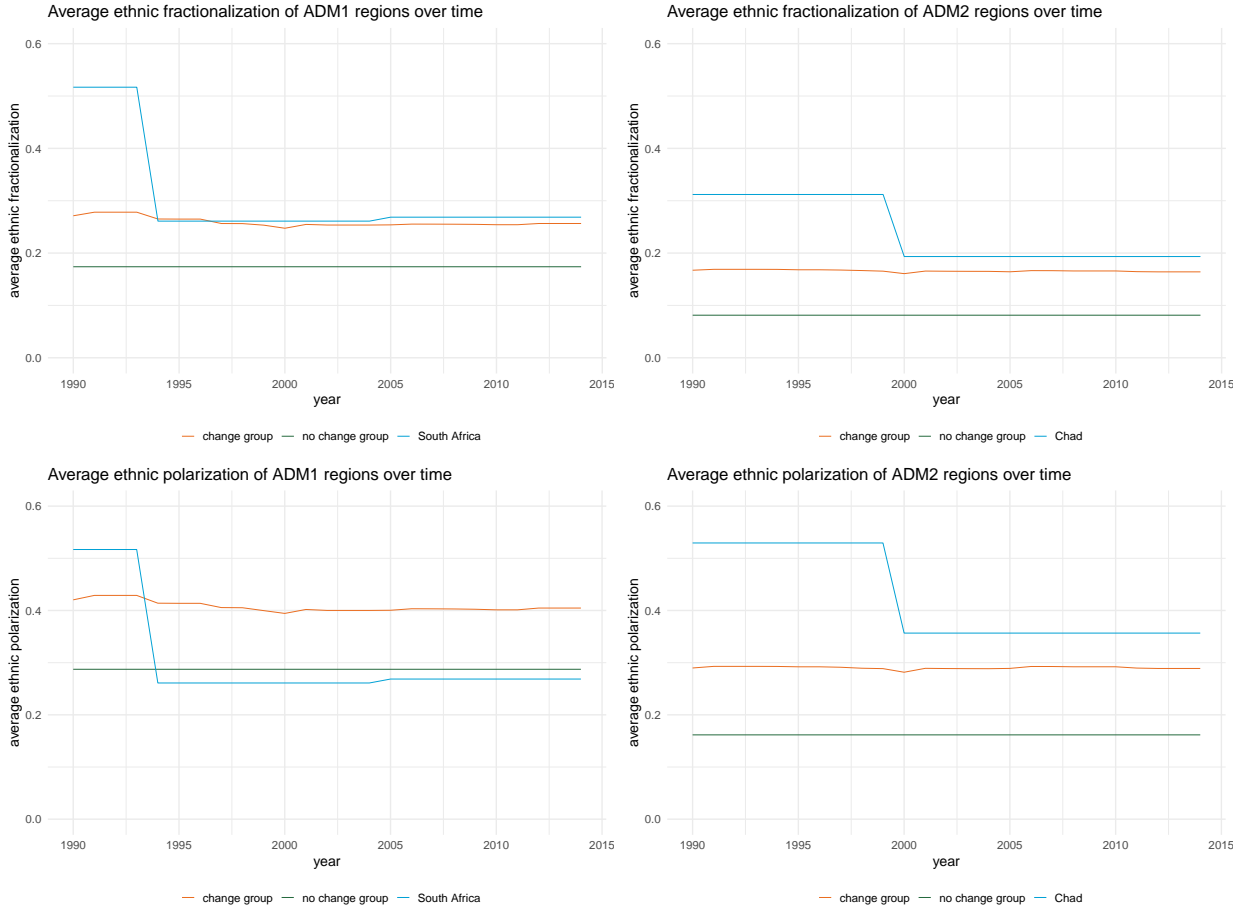 Average ethnic fractionalization of ADM1 regions over time
0.6
0.4
0.2
0.0
average ethnic fractionalization
1990 1995 2000 2005 2010 2015
year
change group no change group South Africa
Average ethnic fractionalization of ADM2 regions over time
0.6
0.4
0.2
0.0
average ethnic fractionalization
1990 1995 2000 2005 2010 2015
year
change group no change group Chad
Average ethnic polarization of ADM1 regions over time
0.6
0.4
0.2
0.0
average ethnic polarization
1990 1995 2000 2005 2010 2015
year
change group no change group South Africa
Average ethnic polarization of ADM2 regions over time
0.6
0.4
0.2
0.0
average ethnic polarization
1990 1995 2000 2005 2010 2015
year
change group no change group Chad